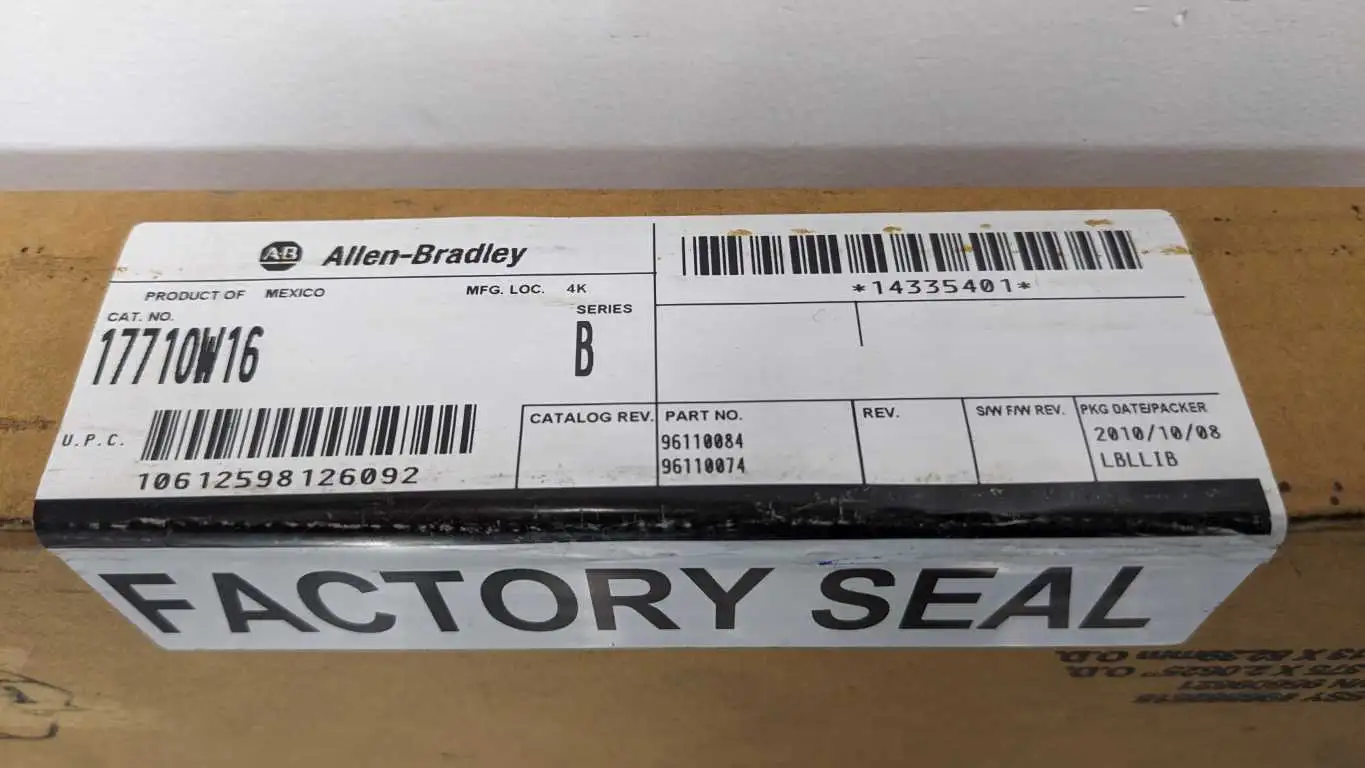 AB Allen-Bradley
PRODUCT OF MEXICO MFG. LOC. 4K
CAT. NO. SERIES
17710W16 B
U.P.C.
10612598126092
*14335401*
CATALOG REV. PART NO. REV. S/W F/W REV. PKG DATE/PACKER
96110084 2010/10/08
96110074 LBLLIB
FACTORY SEAL